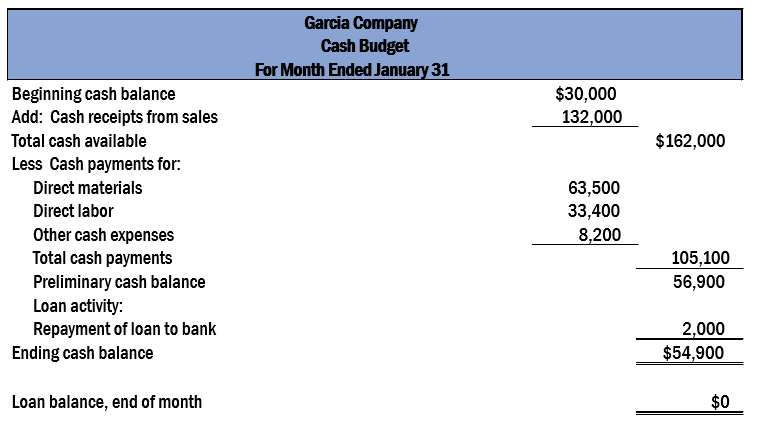 Garcia Company
Cash Budget
For Month Ended January 31
Beginning cash balance $30,000
Add: Cash receipts from sales 132,000
Total cash available $162,000
Less Cash payments for:
Direct materials 63,500
Direct labor 33,400
Other cash expenses 8,200
Total cash payments 105,100
Preliminary cash balance 56,900
Loan activity:
Repayment of loan to bank 2,000
Ending cash balance $54,900
Loan balance, end of month $0